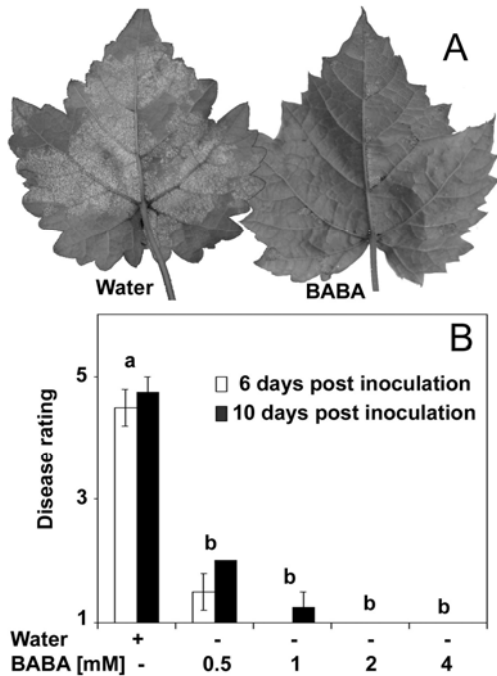 A
Water
BABA
B
a
6 days post inoculation
10 days post inoculation
Disease rating
5
3
1
b
b
b
b
Water + - - - -
BABA [mM] - 0.5 1 2 4